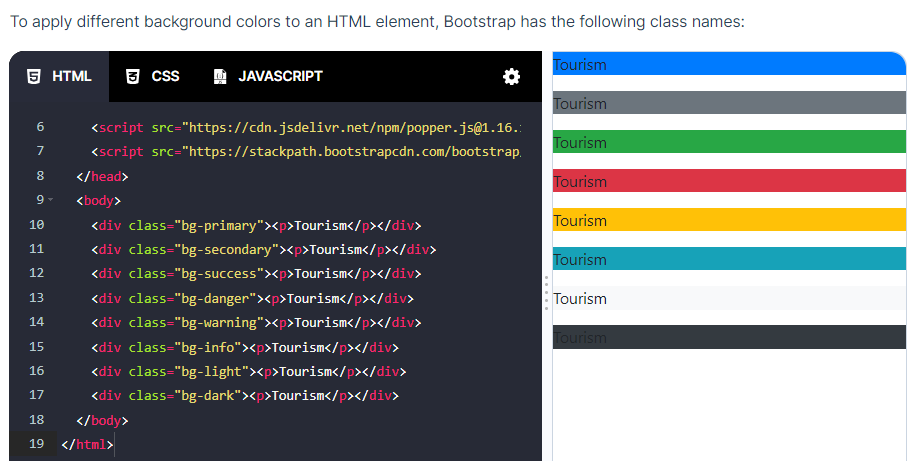 To apply different background colors to an HTML element, Bootstrap has the following class names:
HTML CSS JAVASCRIPT
6 <script src="https://cdn.jsdelivr.net/npm/popper.js@1.16.
7 <script src="https://stackpath.bootstrapcdn.com/bootstrap
8 </head>
9 <body>
10 <div class="bg-primary"><p>Tourism</p></div>
11 <div class="bg-secondary"><p>Tourism</p></div>
12 <div class="bg-success"><p>Tourism</p></div>
13 <div class="bg-danger"><p>Tourism</p></div>
14 <div class="bg-warning"><p>Tourism</p></div>
15 <div class="bg-info"><p>Tourism</p></div>
16 <div class="bg-light"><p>Tourism</p></div>
17 <div class="bg-dark"><p>Tourism</p></div>
18 </body>
19 </html>
Tourism
Tourism
Tourism
Tourism
Tourism
Tourism
Tourism
Tourism